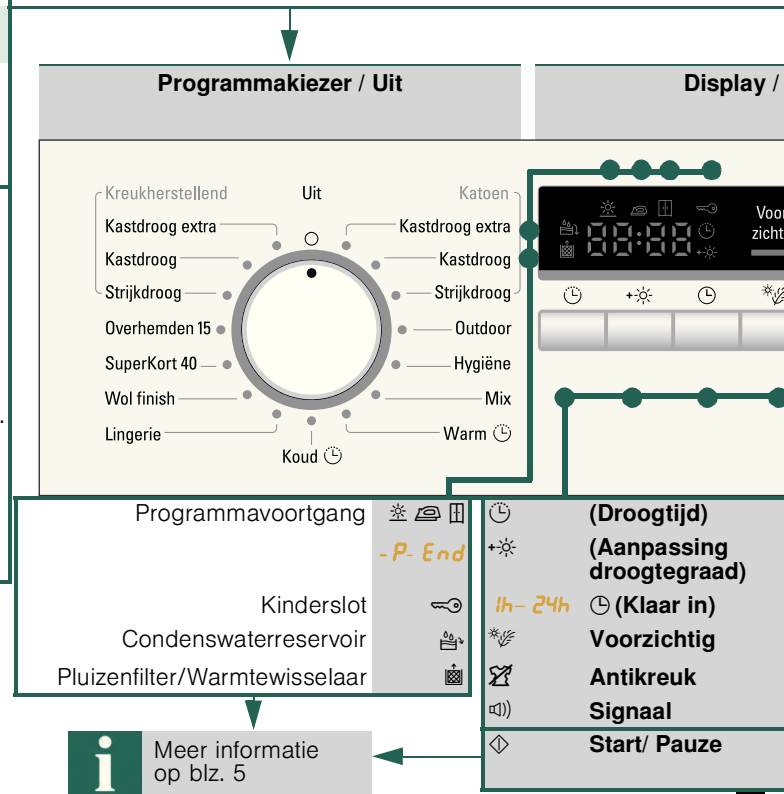 Programmakiezer / Uit
Display /
Kreukherstellend
Uit
Katoen
Kastdroog extra
Kastdroog
Strijkdroog
Overhemden 15
SuperKort 40
Wol finish
Lingerie
Koud
Kastdroog extra
Kastdroog
Strijkdroog
Outdoor
Hygiëne
Mix
Warm
88:88
Programmavoortgang
-P- End
Kinderslot
Condenswaterreservoir
Pluizenfilter/Warmtewisselaar
(Droogtijd)
(Aanpassing
droogtegraad)
1h– 24h (Klaar in)
Voorzichtig
Antikreuk
Signaal
Start/ Pauze
i
Meer informatie
op blz. 5